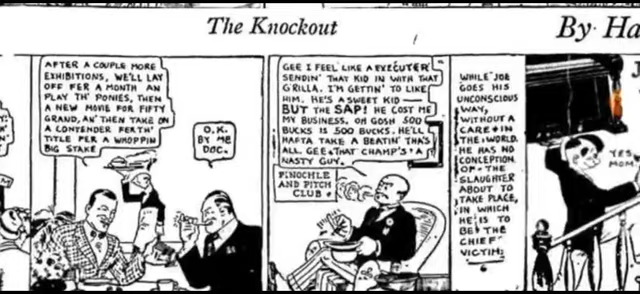 The Knockout
By Ha
AFTER A COUPLE MORE
EXHIBITIONS, WE'LL LAY
OFF FER A MONTH AN
PLAY TH' PONIES, THEN
A NEW MOVIE FOR FIFTY
GRAND, AN' THEN TAKE ON
A CONTENDER FER TH'
TITLE FER A WHOPPIN
BIG STAKE
O.K.
BY ME
DOC.
GEE I FEEL LIKE A EXECUTER
SENDIN' THAT KID IN WITH THAT
G'RILLA. I'M GETTIN' TO LIKE
HIM. HE'S A SWEET KID —
BUT THE SAP! HE COST ME
MY BUSINESS. OH GOSH 500
BUCKS IS 500 BUCKS. HE'LL
HAFTA TAKE A BEATIN' THA'S
ALL. GEE & THAT CHAMP'S A
NASTY GUY.
PINOCHLE
AND PITCH
CLUB
WHILE JOE
GOES HIS
UNCONSCIOUS
WAY,
WITHOUT A
CARE IN
THE WORLD
HE HAS NO
CONCEPTION
OF THE
SLAUGHTER
ABOUT TO
TAKE PLACE,
IN WHICH
HE IS TO
BE THE
CHIEF
VICTIM.
YES,
MOM